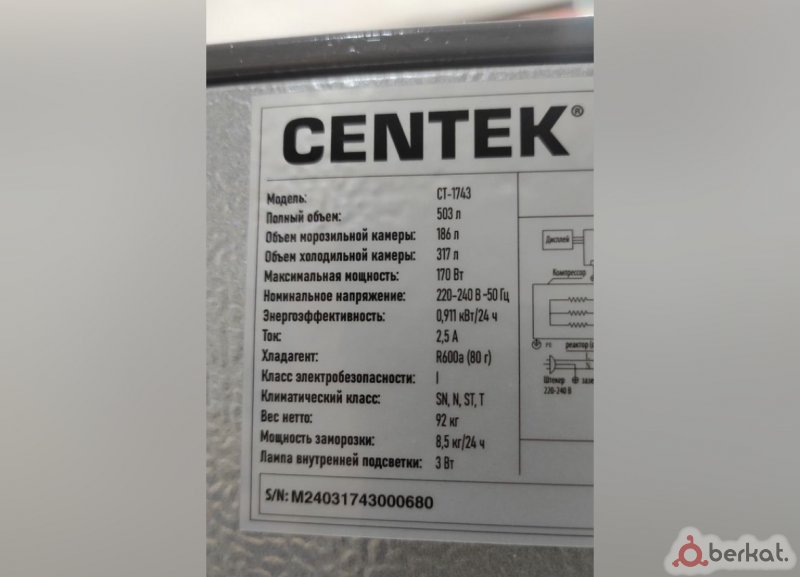 CENTEK®
Модель: CT-1743
Полный объем: 503 л
Объем морозильной камеры: 186 л
Объем холодильной камеры: 317 л
Максимальная мощность: 170 Вт
Номинальное напряжение: 220-240 В ~50 Гц
Энергоэффективность: 0,911 кВт/24 ч
Ток: 2,5 А
Хладагент: R600a (80 г)
Класс электробезопасности: I
Климатический класс: SN, N, ST, T
Вес нетто: 92 кг
Мощность заморозки: 8,5 кг/24 ч
Лампа внутренней подсветки: 3 Вт
S/N: M24031743000680
Дисплей
Компрессор
реактор
Штекер
220-240 В
berkat.